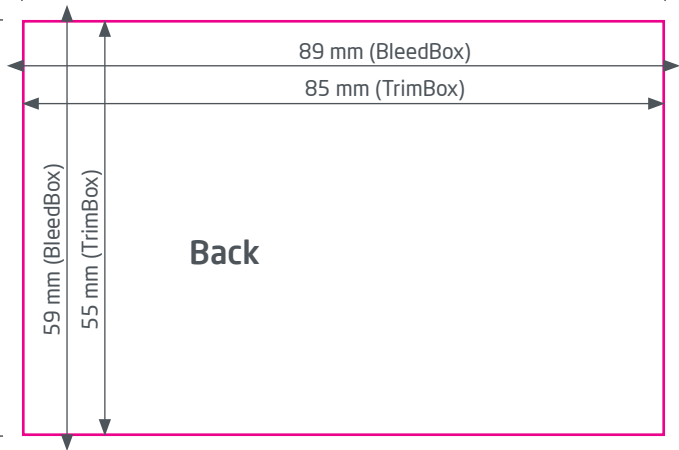 89 mm (BleedBox)
85 mm (TrimBox)
59 mm (BleedBox)
55 mm (TrimBox)
Back